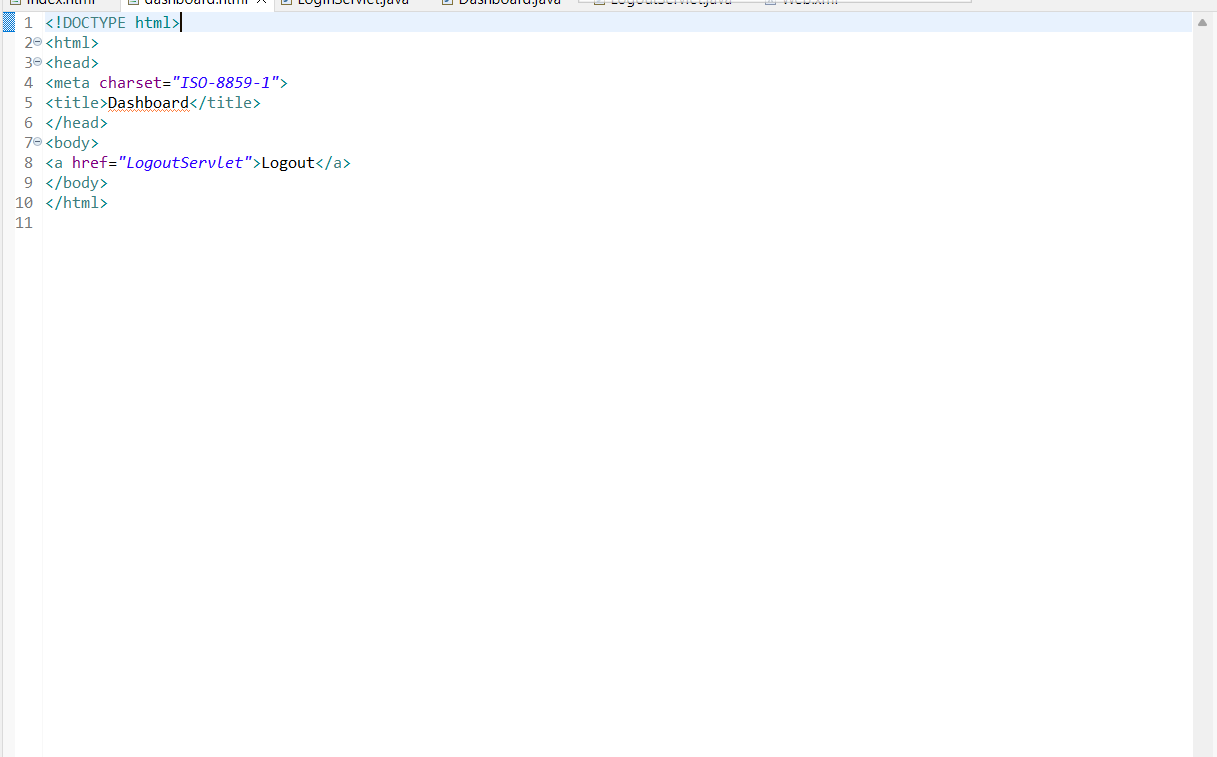 index.html dashboard.html LoginServlet.java Dashboard.java LogoutServlet.java web.xml
1 <!DOCTYPE html>
2 <html>
3 <head>
4 <meta charset="ISO-8859-1">
5 <title>Dashboard</title>
6 </head>
7 <body>
8 <a href="LogoutServlet">Logout</a>
9 </body>
10 </html>
11